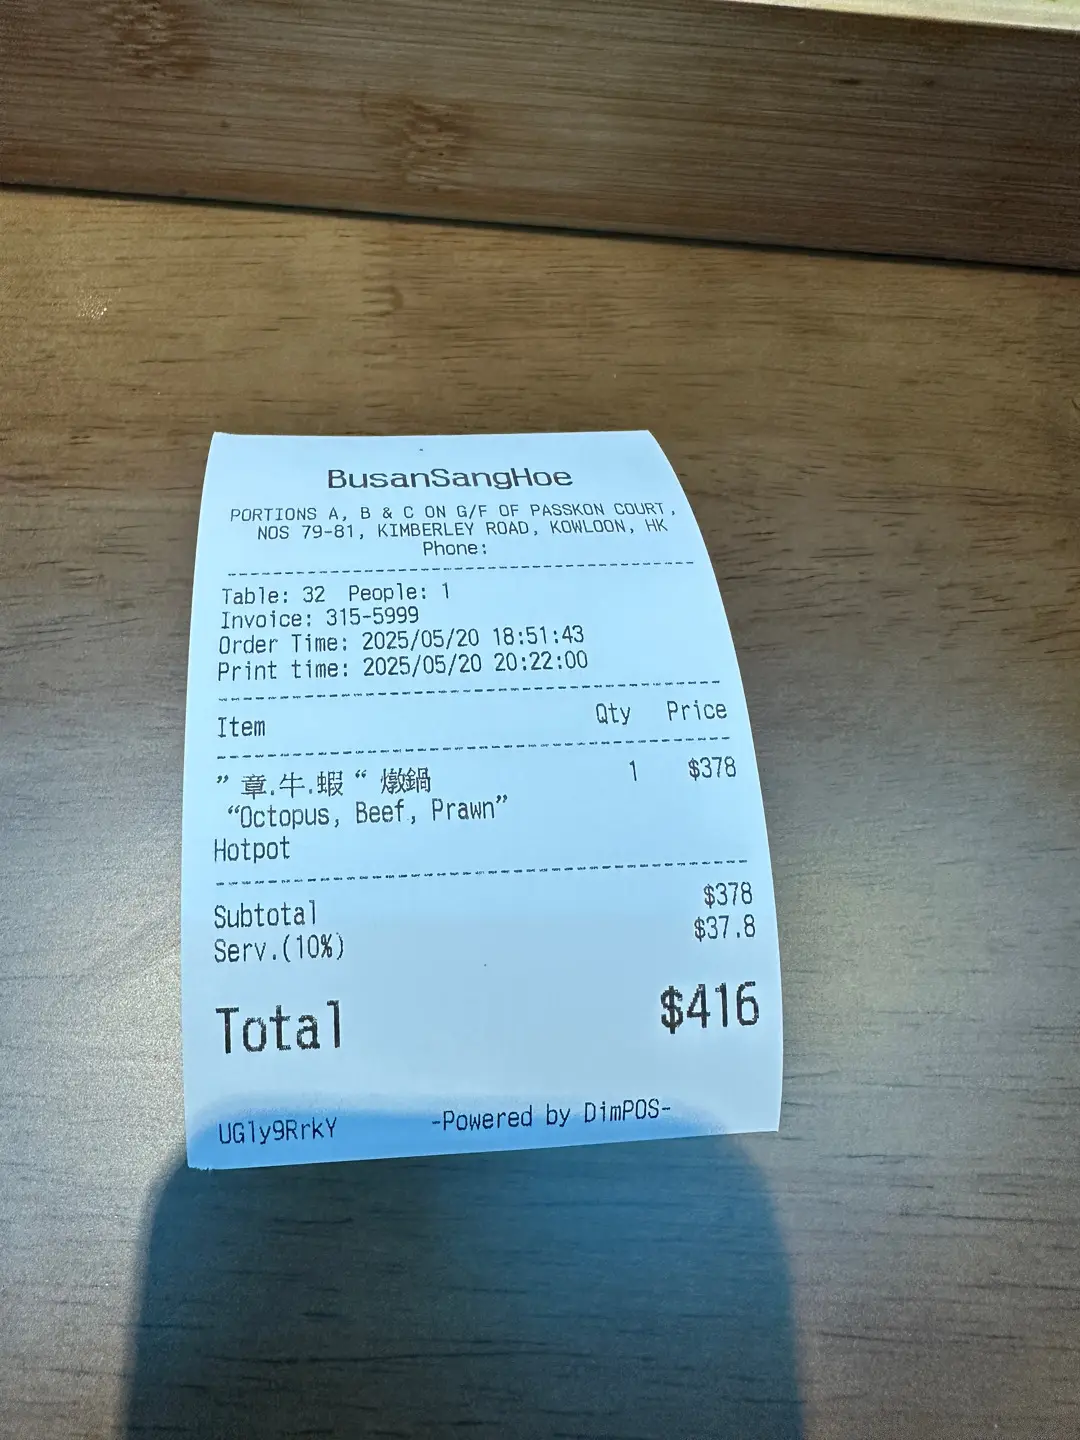 BusanSangHoe
PORTIONS A, B & C ON G/F OF PASSKON COURT,
NOS 79-81, KIMBERLEY ROAD, KOWLOON, HK
Phone:
Table: 32 People: 1
Invoice: 315-5999
Order Time: 2025/05/20 18:51:43
Print time: 2025/05/20 20:22:00
Item Qty Price
” 章.牛.蝦 “ 燉鍋 1 $378
“Octopus, Beef, Prawn”
Hotpot
Subtotal $378
Serv.(10%) $37.8
Total $416
UGly9RrkY -Powered by DimPOS-